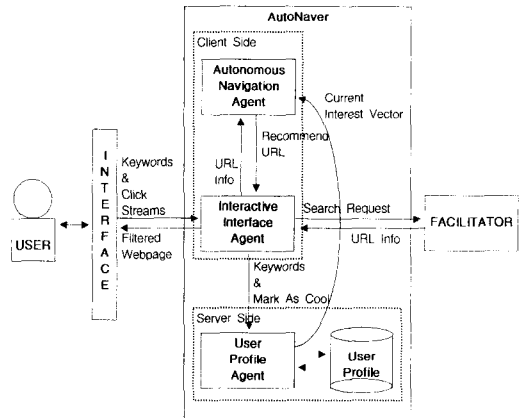 AutoNaver
Client Side
Autonomous
Navigation
Agent
Current
Interest Vector
Recommend
URL
URL
Info
INTERFACE
Keywords
&
Click
Streams
Filtered
Webpage
USER
Interactive
Interface
Agent
Search Request
URL Info
FACILITATOR
Keywords
&
Mark As Cool
Server Side
User
Profile
Agent
User
Profile